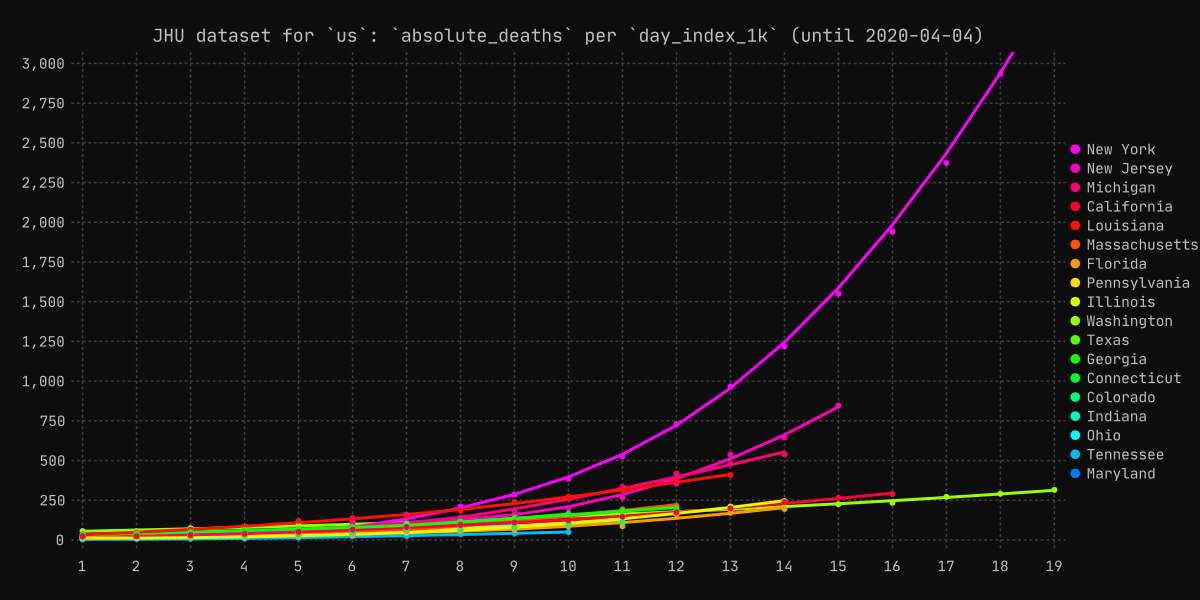 JHU dataset for `us`: `absolute_deaths` per `day_index_1k` (until 2020-04-04)
3,000
2,750
2,500
2,250
2,000
1,750
1,500
1,250
1,000
750
500
250
0
1 2 3 4 5 6 7 8 9 10 11 12 13 14 15 16 17 18 19
New York
New Jersey
Michigan
California
Louisiana
Massachusetts
Florida
Pennsylvania
Illinois
Washington
Texas
Georgia
Connecticut
Colorado
Indiana
Ohio
Tennessee
Maryland